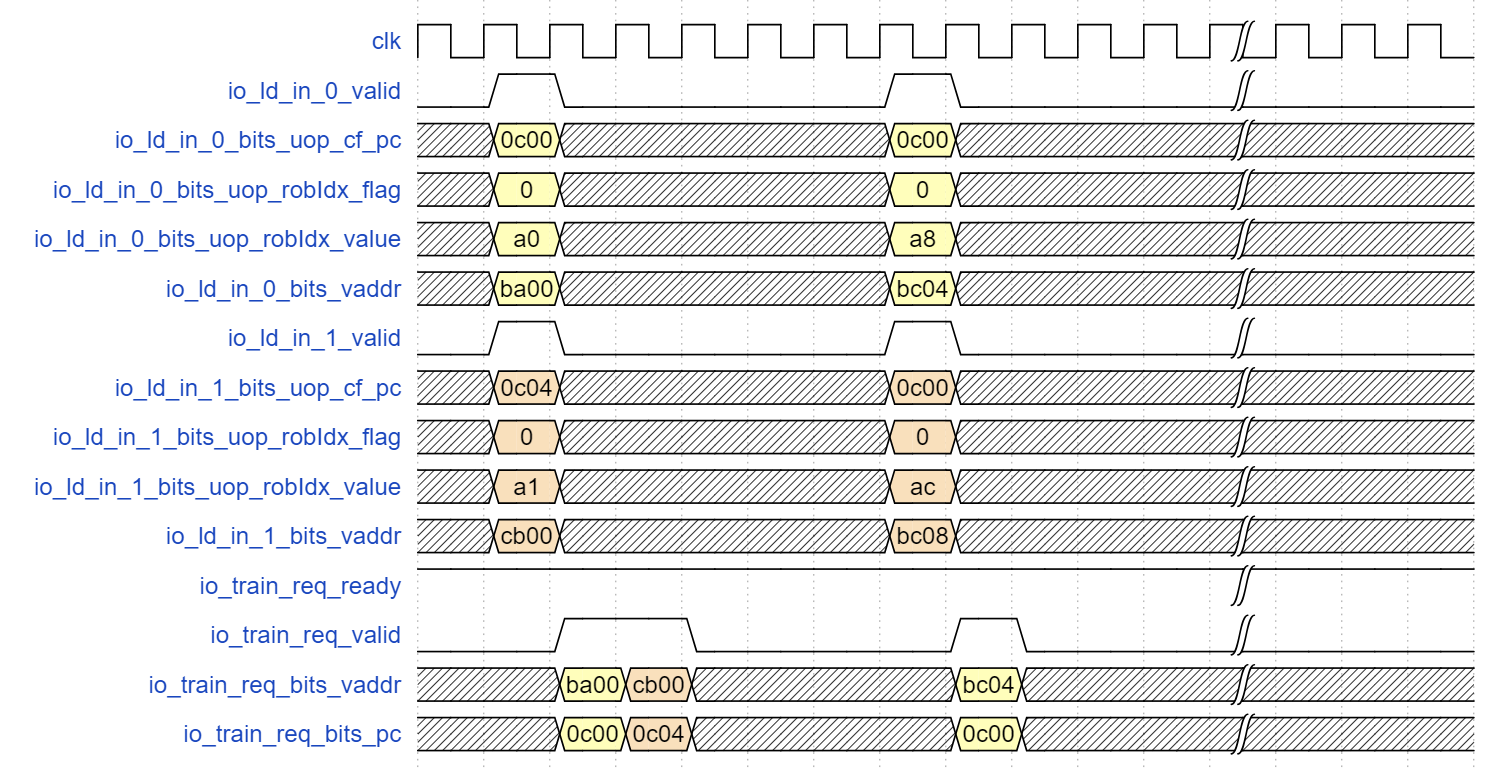 clk
io_ld_in_0_valid
io_ld_in_0_bits_uop_cf_pc 0c00 0c00
io_ld_in_0_bits_uop_robIdx_flag 0 0
io_ld_in_0_bits_uop_robIdx_value a0 a8
io_ld_in_0_bits_vaddr ba00 bc04
io_ld_in_1_valid
io_ld_in_1_bits_uop_cf_pc 0c04 0c00
io_ld_in_1_bits_uop_robIdx_flag 0 0
io_ld_in_1_bits_uop_robIdx_value a1 ac
io_ld_in_1_bits_vaddr cb00 bc08
io_train_req_ready
io_train_req_valid
io_train_req_bits_vaddr ba00 cb00 bc04
io_train_req_bits_pc 0c00 0c04 0c00